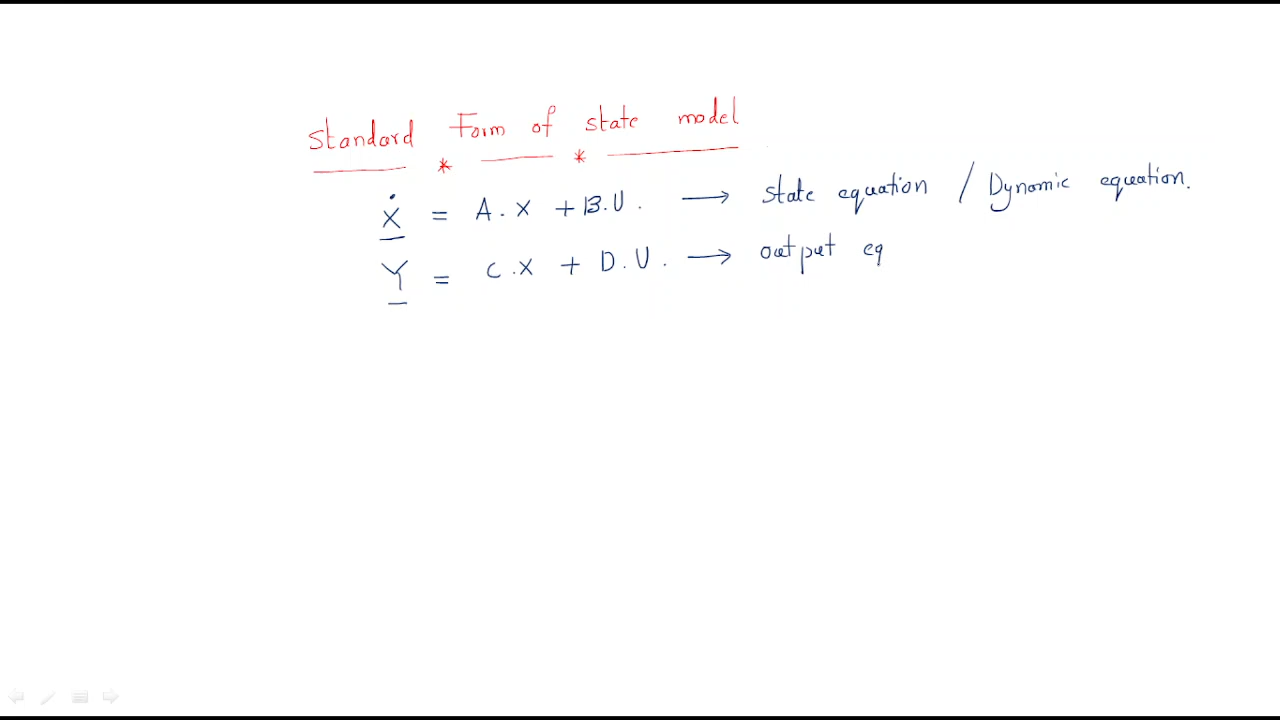 Standard Form of state model
* *
Ẋ = A.X + B.U. → state equation / Dynamic equation.
Y = C.X + D.U. → output eq